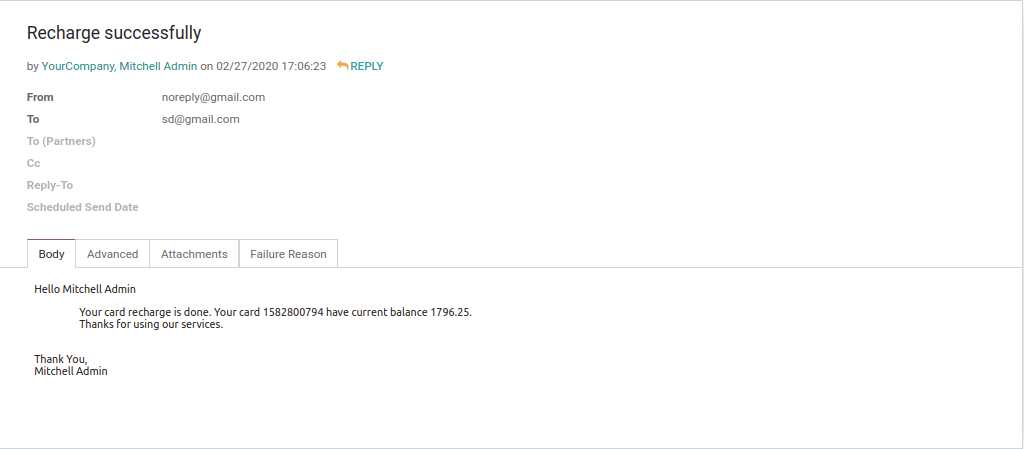 Recharge successfully
by YourCompany, Mitchell Admin on 02/27/2020 17:06:23 REPLY
From noreply@gmail.com
To sd@gmail.com
To (Partners)
Cc
Reply-To
Scheduled Send Date
Body Advanced Attachments Failure Reason
Hello Mitchell Admin
Your card recharge is done. Your card 1582800794 have current balance 1796.25.
Thanks for using our services.
Thank You,
Mitchell Admin